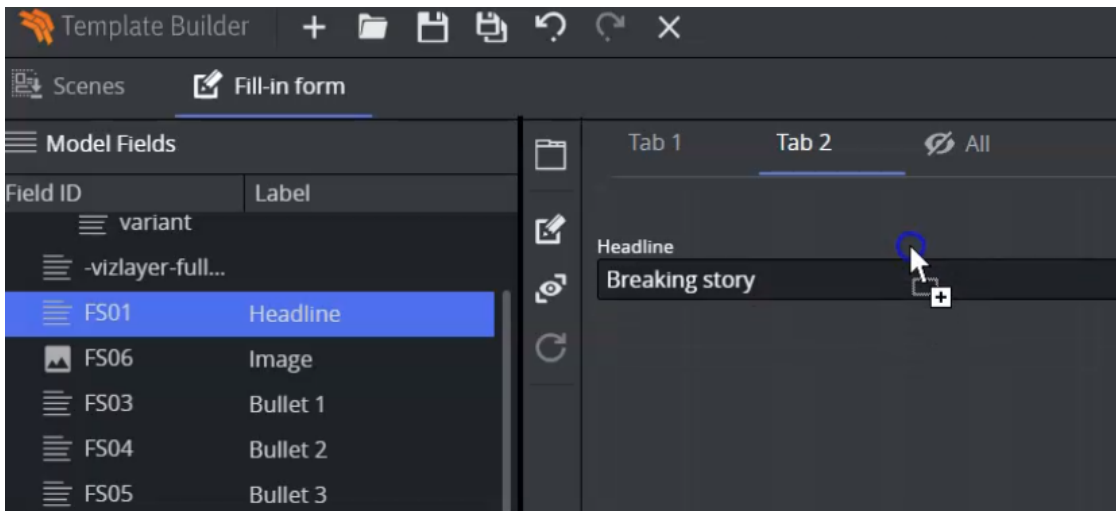 Template Builder
Scenes
Fill-in form
Model Fields
Field ID Label
variant
-vizlayer-full...
FS01 Headline
FS06 Image
FS03 Bullet 1
FS04 Bullet 2
FS05 Bullet 3
Tab 1 Tab 2 All
Headline
Breaking story